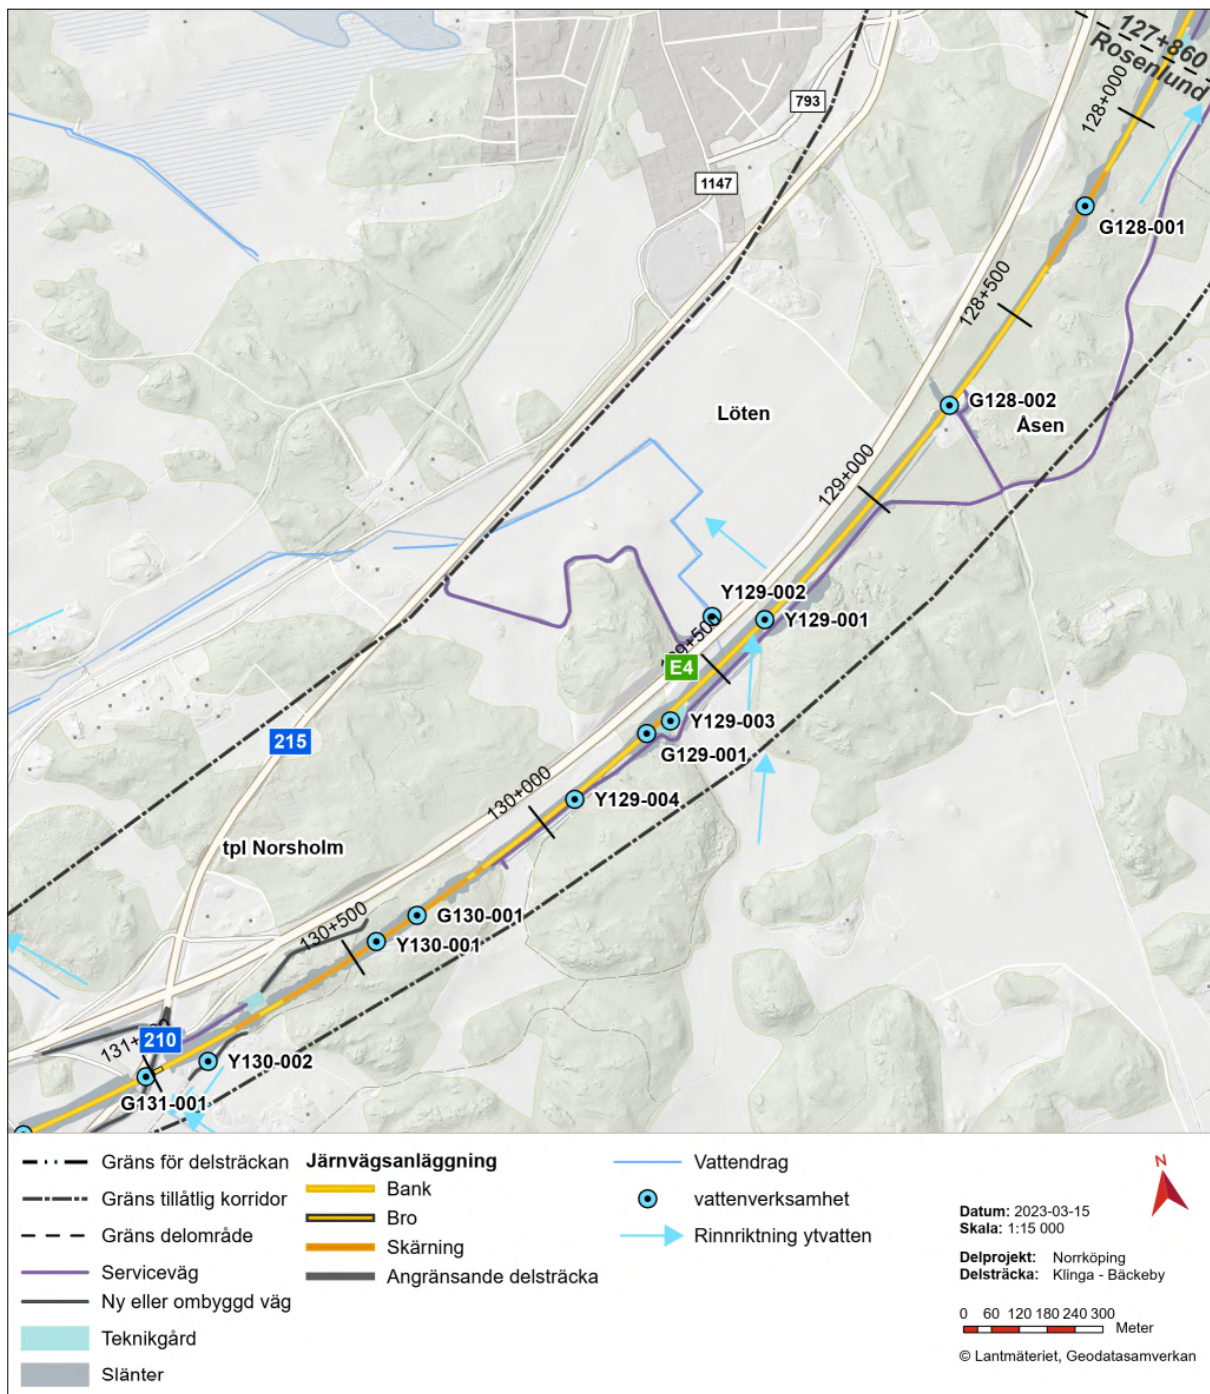 127+860
Rosenlund
128+000
793
1147
G128-001
128+500
G128-002
Åsen
Löten
129+000
Y129-002
Y129-001
E4
Y129-003
G129-001
215
130+000
Y129-004
tpl Norsholm
130+500
G130-001
Y130-001
210
Y130-002
G131-001
Gräns för delsträckan
Gräns tillåtlig korridor
Gräns delområde
Serviceväg
Ny eller ombyggd väg
Teknikgård
Slänter
Järnvägsanläggning
Bank
Bro
Skärning
Angränsande delsträcka
Vattendrag
vattenverksamhet
Rinnriktning ytvatten
N
Datum: 2023-03-15
Skala: 1:15 000
Delprojekt: Norrköping
Delsträcka: Klinga - Bäckeby
0 60 120 180 240 300
Meter
© Lantmäteriet, Geodatasamverkan